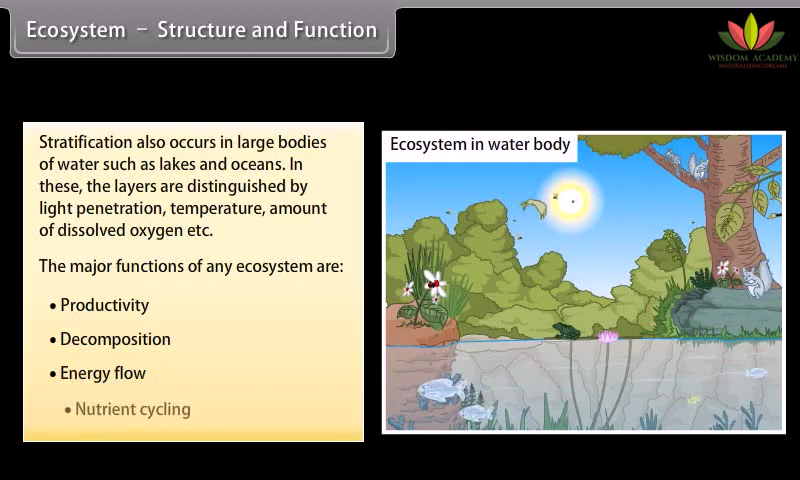 Ecosystem – Structure and Function
WISDOM ACADEMY
MATERIALIZING DREAMS
Stratification also occurs in large bodies
of water such as lakes and oceans. In
these, the layers are distinguished by
light penetration, temperature, amount
of dissolved oxygen etc.
The major functions of any ecosystem are:
• Productivity
• Decomposition
• Energy flow
• Nutrient cycling
Ecosystem in water body